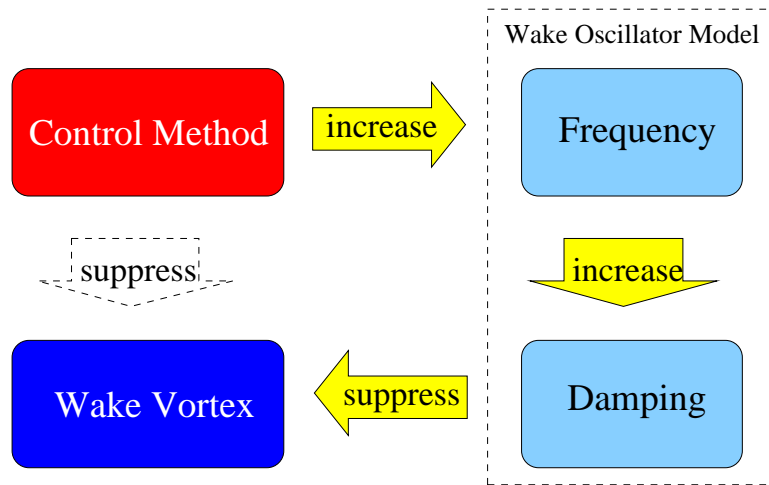 Wake Oscillator Model
Control Method
increase
Frequency
suppress
increase
Wake Vortex
suppress
Damping